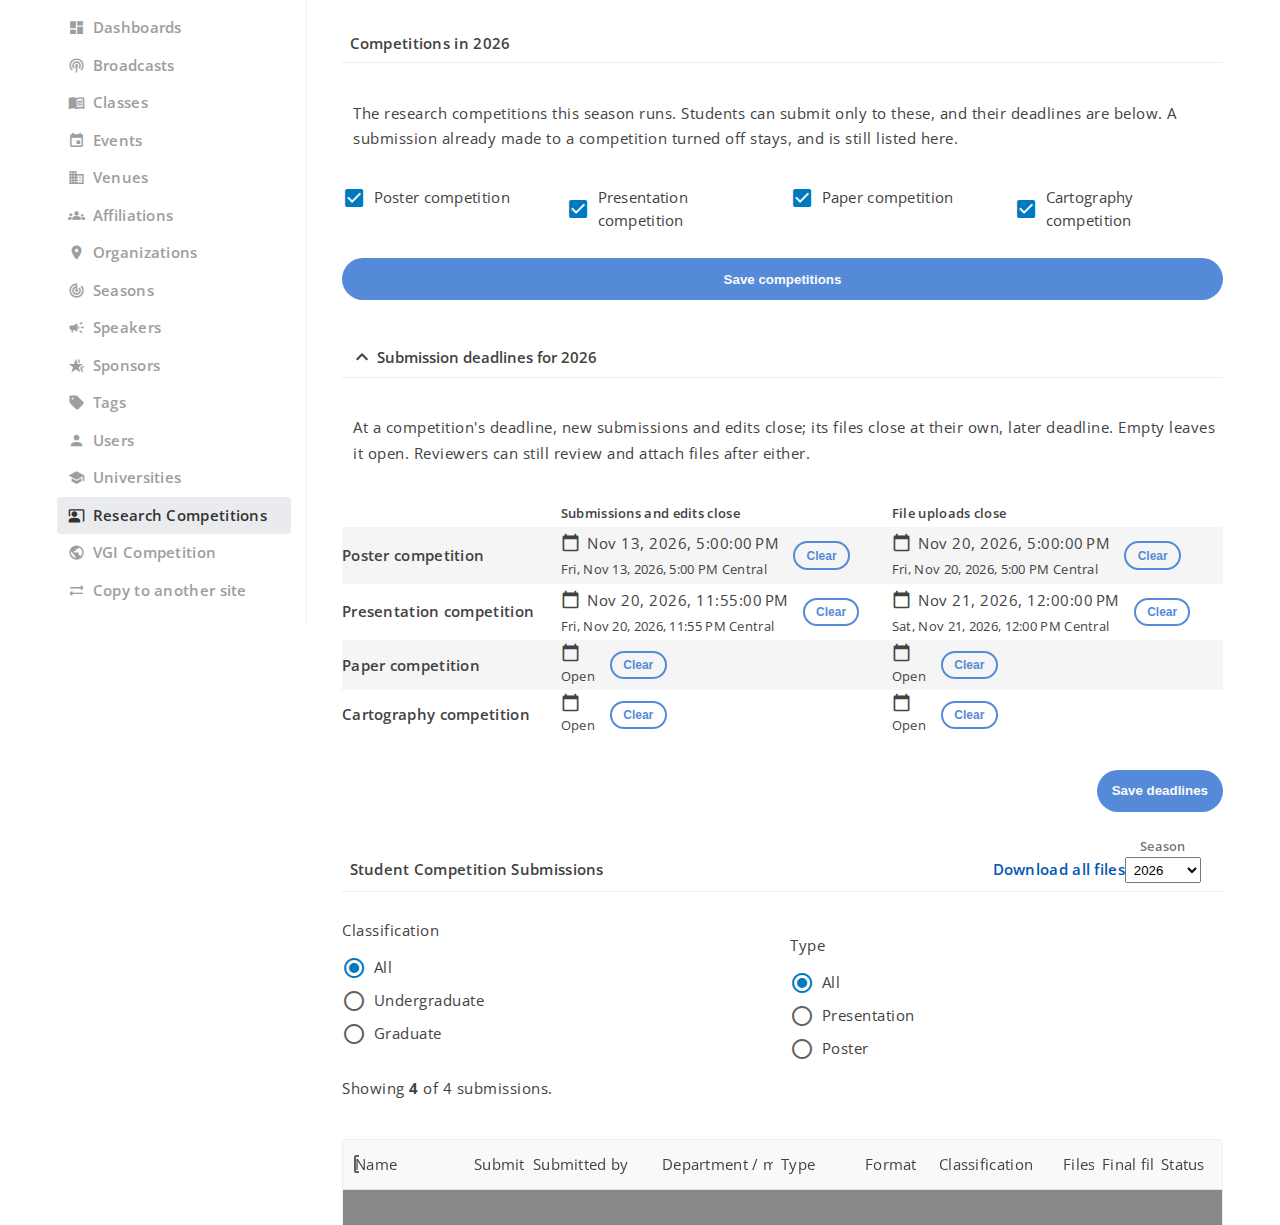 Dashboards
Broadcasts
Classes
Events
Venues
Affiliations
Organizations
Seasons
Speakers
Sponsors
Tags
Users
Universities
Research Competitions
VGI Competition
Copy to another site
Competitions in 2026
The research competitions this season runs. Students can submit only to these, and their deadlines are below. A
submission already made to a competition turned off stays, and is still listed here.
Poster competition
Presentation
competition
Paper competition
Cartography
competition
Save competitions
Submission deadlines for 2026
At a competition's deadline, new submissions and edits close; its files close at their own, later deadline. Empty leaves
it open. Reviewers can still review and attach files after either.
Submissions and edits close
File uploads close
Poster competition
Nov 13, 2026, 5:00:00 PM
Fri, Nov 13, 2026, 5:00 PM Central
Clear
Nov 20, 2026, 5:00:00 PM
Fri, Nov 20, 2026, 5:00 PM Central
Clear
Presentation competition
Nov 20, 2026, 11:55:00 PM
Fri, Nov 20, 2026, 11:55 PM Central
Clear
Nov 21, 2026, 12:00:00 PM
Sat, Nov 21, 2026, 12:00 PM Central
Clear
Paper competition
Open
Clear
Open
Clear
Cartography competition
Open
Clear
Open
Clear
Save deadlines
Student Competition Submissions
Download all files
Season
2026
Classification
All
Undergraduate
Graduate
Type
All
Presentation
Poster
Showing 4 of 4 submissions.
Name Submit Submitted by Department / m Type Format Classification Files Final fil Status